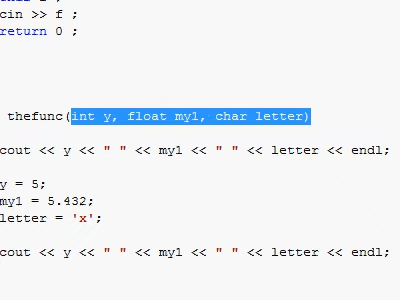 cin >> f ;
return 0 ;
thefunc(int y, float my1, char letter)
cout << y << " " << my1 << " " << letter << endl;
y = 5;
my1 = 5.432;
letter = 'x';
cout << y << " " << my1 << " " << letter << endl;